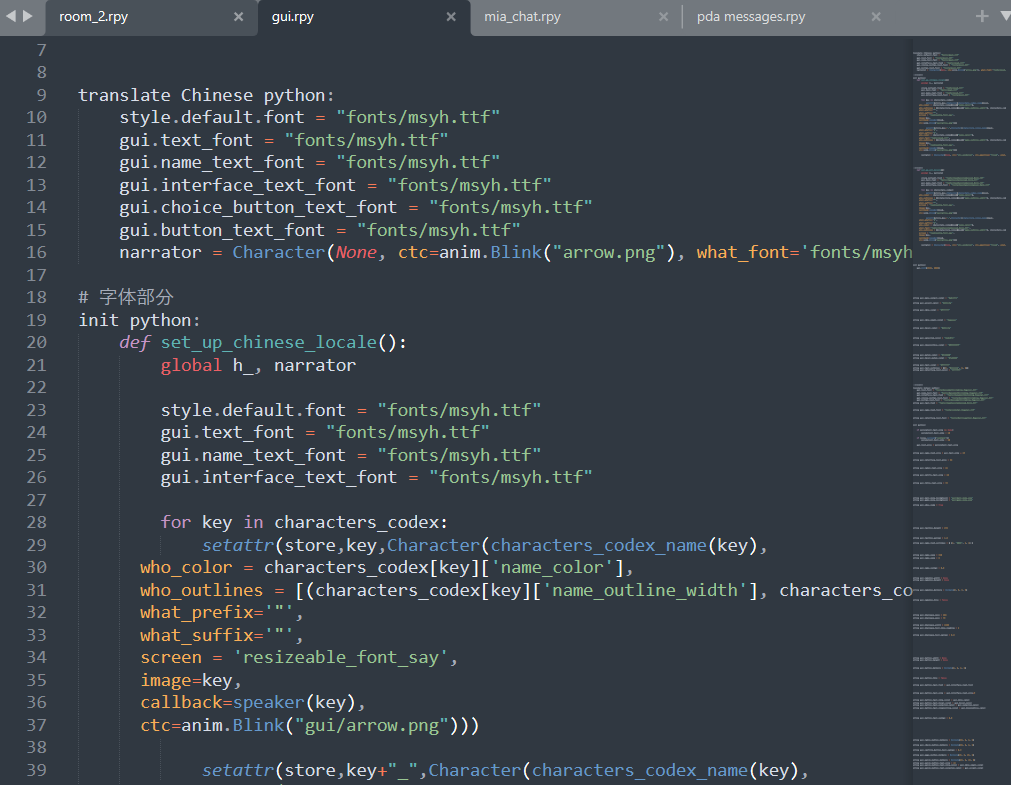 room_2.rpy × gui.rpy × mia_chat.rpy × pda messages.rpy × +
7
8
9 translate Chinese python:
10 style.default.font = "fonts/msyh.ttf"
11 gui.text_font = "fonts/msyh.ttf"
12 gui.name_text_font = "fonts/msyh.ttf"
13 gui.interface_text_font = "fonts/msyh.ttf"
14 gui.choice_button_text_font = "fonts/msyh.ttf"
15 gui.button_text_font = "fonts/msyh.ttf"
16 narrator = Character(None, ctc=anim.Blink("arrow.png"), what_font='fonts/msyh
17
18 # 字体部分
19 init python:
20 def set_up_chinese_locale():
21 global h_, narrator
22
23 style.default.font = "fonts/msyh.ttf"
24 gui.text_font = "fonts/msyh.ttf"
25 gui.name_text_font = "fonts/msyh.ttf"
26 gui.interface_text_font = "fonts/msyh.ttf"
27
28 for key in characters_codex:
29 setattr(store,key,Character(characters_codex_name(key),
30 who_color = characters_codex[key]['name_color'],
31 who_outlines = [(characters_codex[key]['name_outline_width'], characters_co
32 what_prefix='"',
33 what_suffix='"',
34 screen = 'resizeable_font_say',
35 image=key,
36 callback=speaker(key),
37 ctc=anim.Blink("gui/arrow.png")))
38
39 setattr(store,key+"_",Character(characters_codex_name(key),